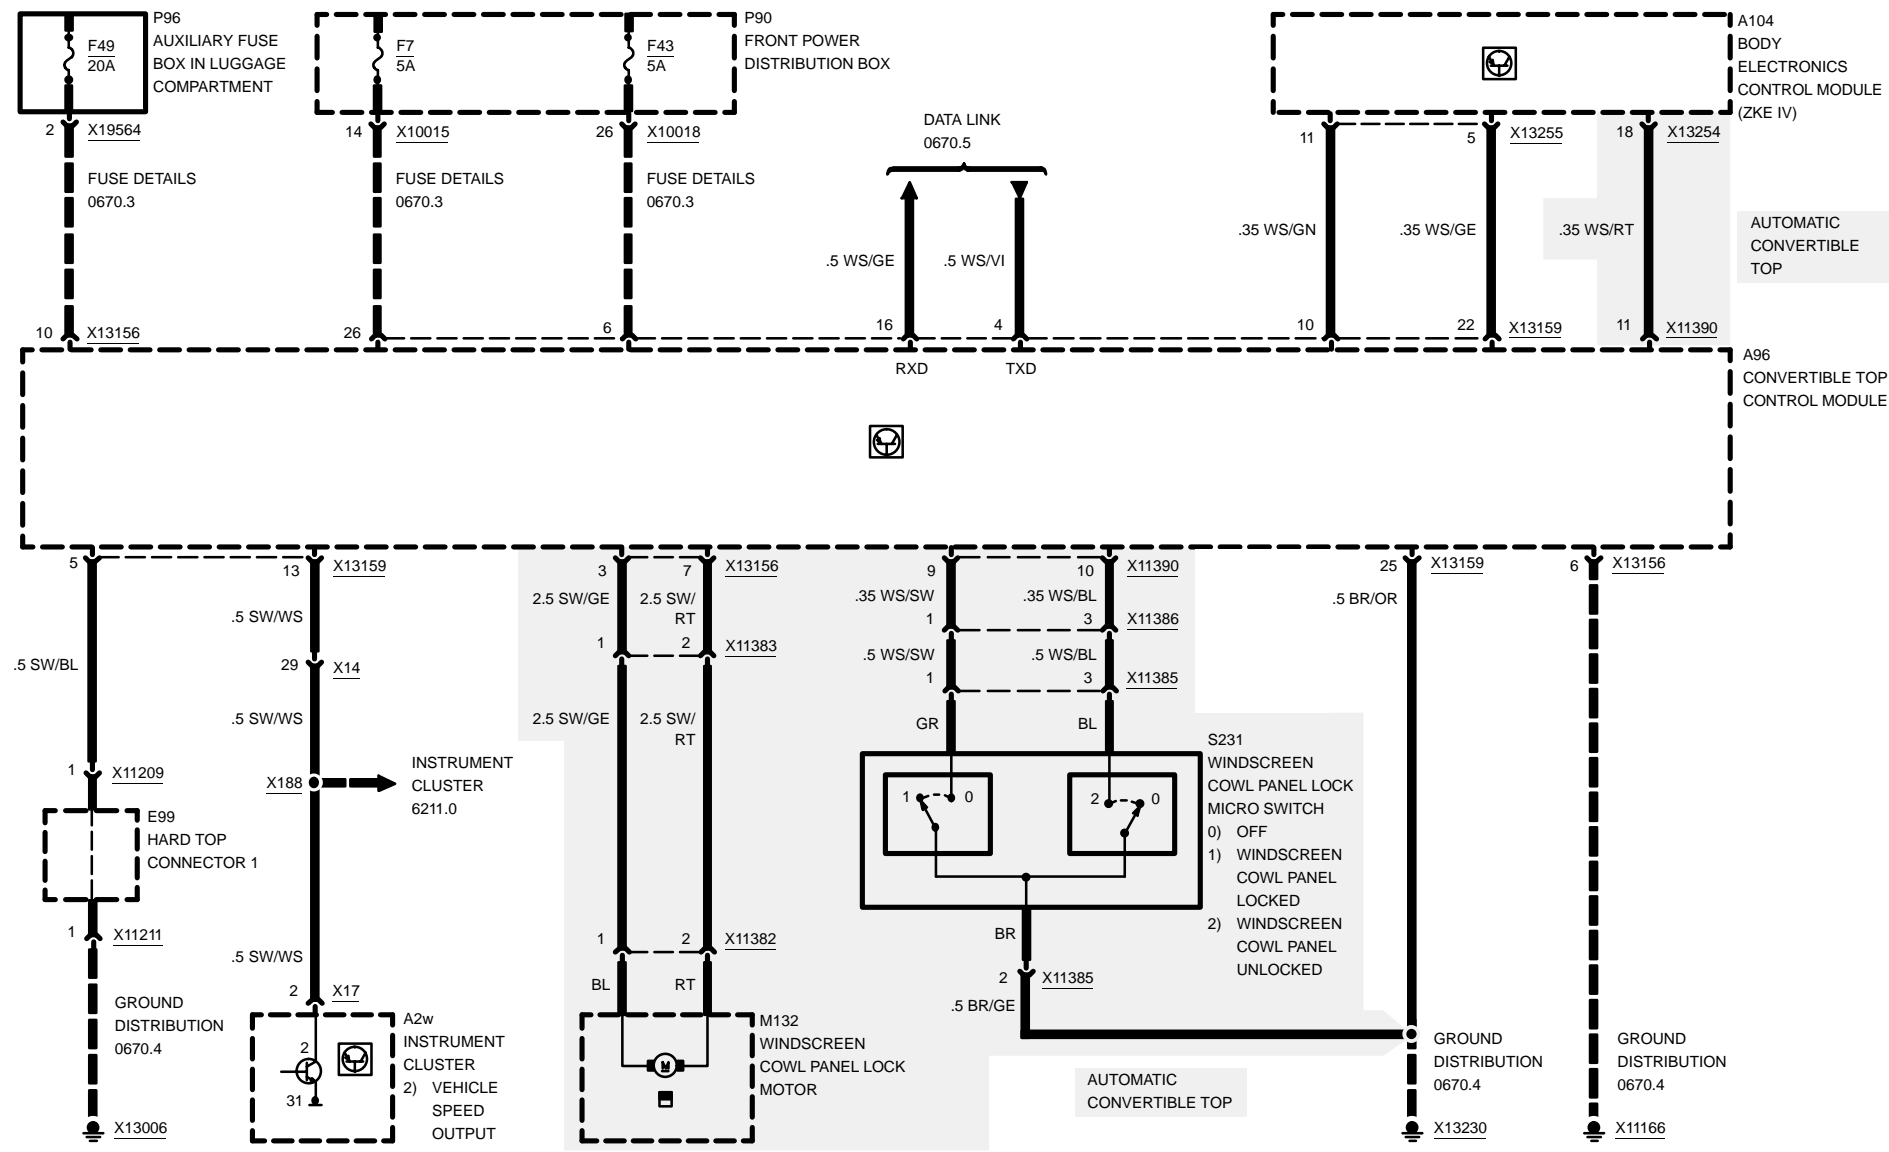 P96
AUXILIARY FUSE
BOX IN LUGGAGE
COMPARTMENT
F49
20A
F7
5A
F43
5A
P90
FRONT POWER
DISTRIBUTION BOX
A104
BODY
ELECTRONICS
CONTROL MODULE
(ZKE IV)
2 X19564
14 X10015
26 X10018
DATA LINK
0670.5
11
5 X13255
18 X13254
FUSE DETAILS
0670.3
FUSE DETAILS
0670.3
FUSE DETAILS
0670.3
.5 WS/GE
.5 WS/VI
.35 WS/GN
.35 WS/GE
.35 WS/RT
AUTOMATIC
CONVERTIBLE
TOP
10 X13156
26
6
16
4
10
22 X13159
11 X11390
RXD
TXD
A96
CONVERTIBLE TOP
CONTROL MODULE
5
13 X13159
3
7 X13156
9
10 X11390
25 X13159
6 X13156
.5 SW/WS
2.5 SW/GE
2.5 SW/
RT
.35 WS/SW
.35 WS/BL
.5 BR/OR
1
3 X11386
.5 SW/BL
29 X14
1
2 X11383
.5 WS/SW
.5 WS/BL
1
3 X11385
.5 SW/WS
2.5 SW/GE
2.5 SW/
RT
GR
BL
1 X11209
X188
INSTRUMENT
CLUSTER
6211.0
S231
WINDSCREEN
COWL PANEL LOCK
MICRO SWITCH
0) OFF
1) WINDSCREEN
COWL PANEL
LOCKED
2) WINDSCREEN
COWL PANEL
UNLOCKED
1 0
2 0
E99
HARD TOP
CONNECTOR 1
1 X11211
1
2 X11382
BR
.5 SW/WS
2 X17
BL
RT
2 X11385
.5 BR/GE
GROUND
DISTRIBUTION
0670.4
A2w
INSTRUMENT
CLUSTER
2) VEHICLE
SPEED
OUTPUT
2
31
M132
WINDSCREEN
COWL PANEL LOCK
MOTOR
M
AUTOMATIC
CONVERTIBLE TOP
GROUND
DISTRIBUTION
0670.4
GROUND
DISTRIBUTION
0670.4
X13006
X13230
X11166